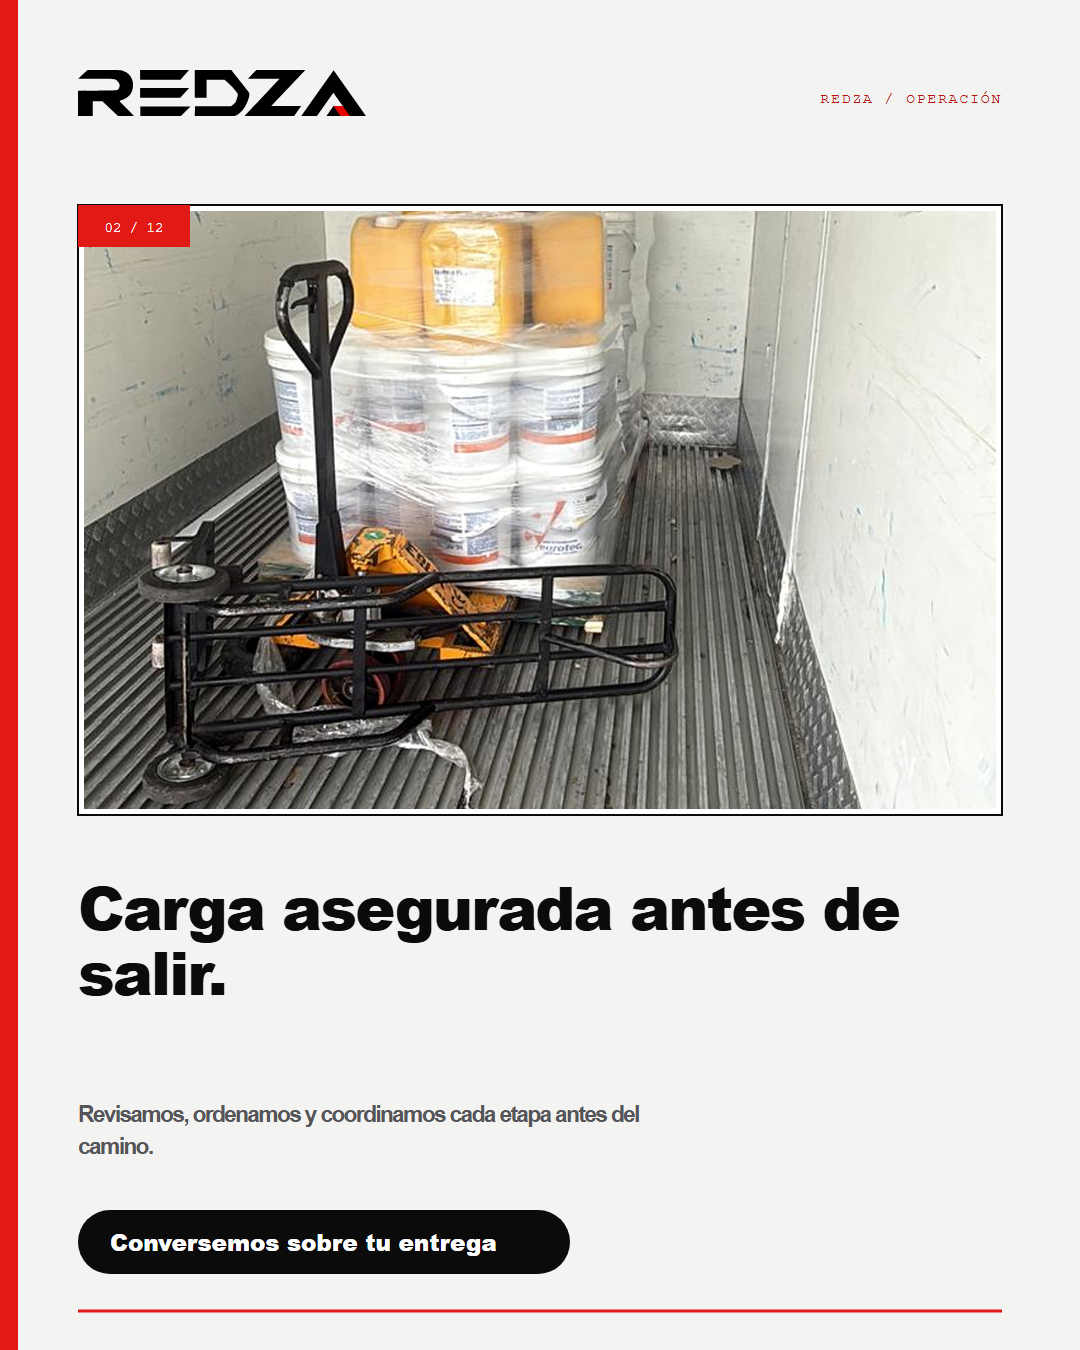 REDZA
REDZA / OPERACIÓN
02 / 12
eurotec
Carga asegurada antes de
salir.
Revisamos, ordenamos y coordinamos cada etapa antes del
camino.
Conversemos sobre tu entrega